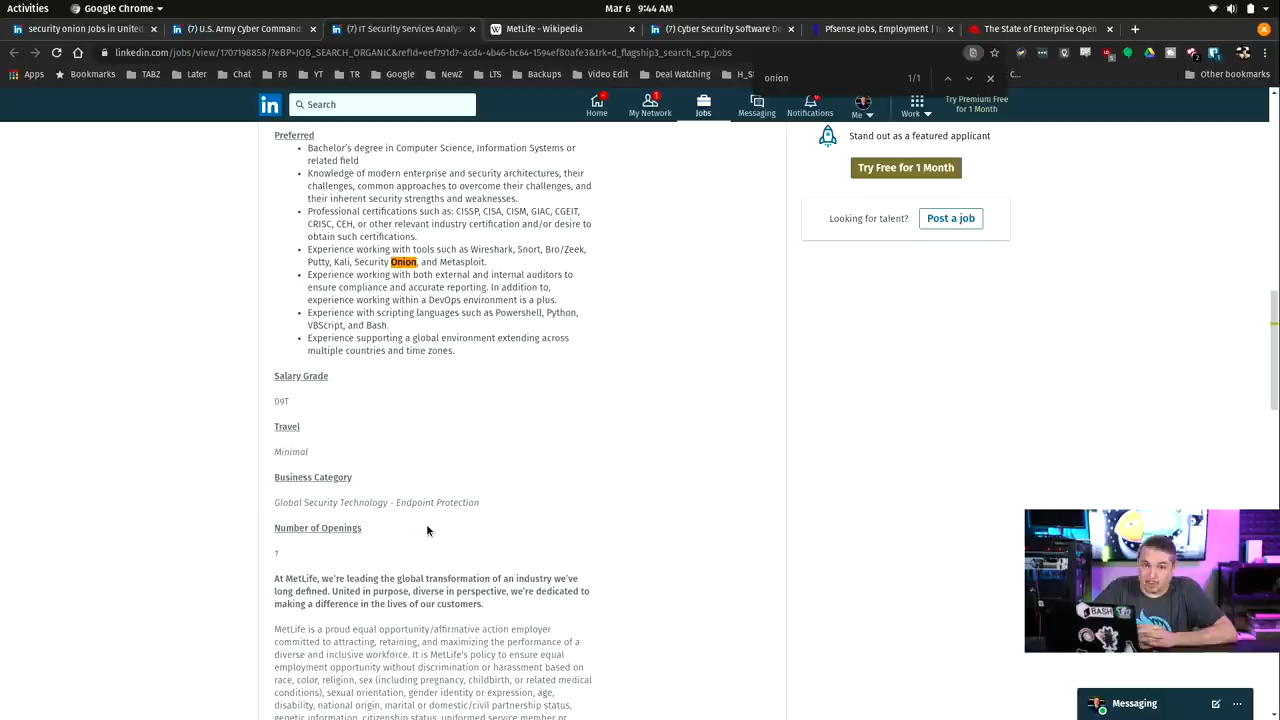 Activities
Google Chrome
Mar 6 9:44 AM
security onion Jobs in United
(7) U.S. Army Cyber Comman
(7) IT Security Services Analys
MetLife - Wikipedia
(6) Cyber Security Software De
Pfsense Jobs, Employment | I
The State of Enterprise Open
linkedin.com/jobs/view/1707198858/?eBP=JOB_SEARCH_ORGANIC&refId=eef791d7-acd4-4b46-bc64-1594ef80afe3&trk=d_flagship3_search_srp_jobs
Apps
Bookmarks
TABZ
Later
Chat
FB
YT
TR
Google
NewZ
LTS
Backups
Video Edit
Deal Watching
Other bookmarks
onion
1/1
in
Search
Home
My Network
1
Jobs
Messaging
Notifications
Me
Work
Try Premium Free
for 1 Month
Preferred
• Bachelor's degree in Computer Science, Information Systems or
related field
• Knowledge of modern enterprise and security architectures, their
challenges, common approaches to overcome their challenges, and
their inherent security strengths and weaknesses.
• Professional certifications such as: CISSP, CISA, CISM, GIAC, CGEIT,
CRISC, CEH, or other relevant industry certification and/or desire to
obtain such certifications.
• Experience working with tools such as Wireshark, Snort, Bro/Zeek,
Putty, Kali, Security Onion, and Metasploit.
• Experience working with both external and internal auditors to
ensure compliance and accurate reporting. In addition to,
experience working within a DevOps environment is a plus.
• Experience with scripting languages such as Powershell, Python,
VBScript, and Bash.
• Experience supporting a global environment extending across
multiple countries and time zones.
Salary Grade
09T
Travel
Minimal
Business Category
Global Security Technology - Endpoint Protection
Number of Openings
1
At MetLife, we're leading the global transformation of an industry we've
long defined. United in purpose, diverse in perspective, we're dedicated to
making a difference in the lives of our customers.
MetLife is a proud equal opportunity/affirmative action employer
committed to attracting, retaining, and maximizing the performance of a
diverse and inclusive workforce. It is MetLife's policy to ensure equal
employment opportunity without discrimination or harassment based on
race, color, religion, sex (including pregnancy, childbirth, or related medical
conditions), sexual orientation, gender identity or expression, age,
disability, national origin, marital or domestic/civil partnership status,
genetic information, citizenship status, uniformed service member or
Stand out as a featured applicant
Try Free for 1 Month
Looking for talent?
Post a job
BASH
Messaging